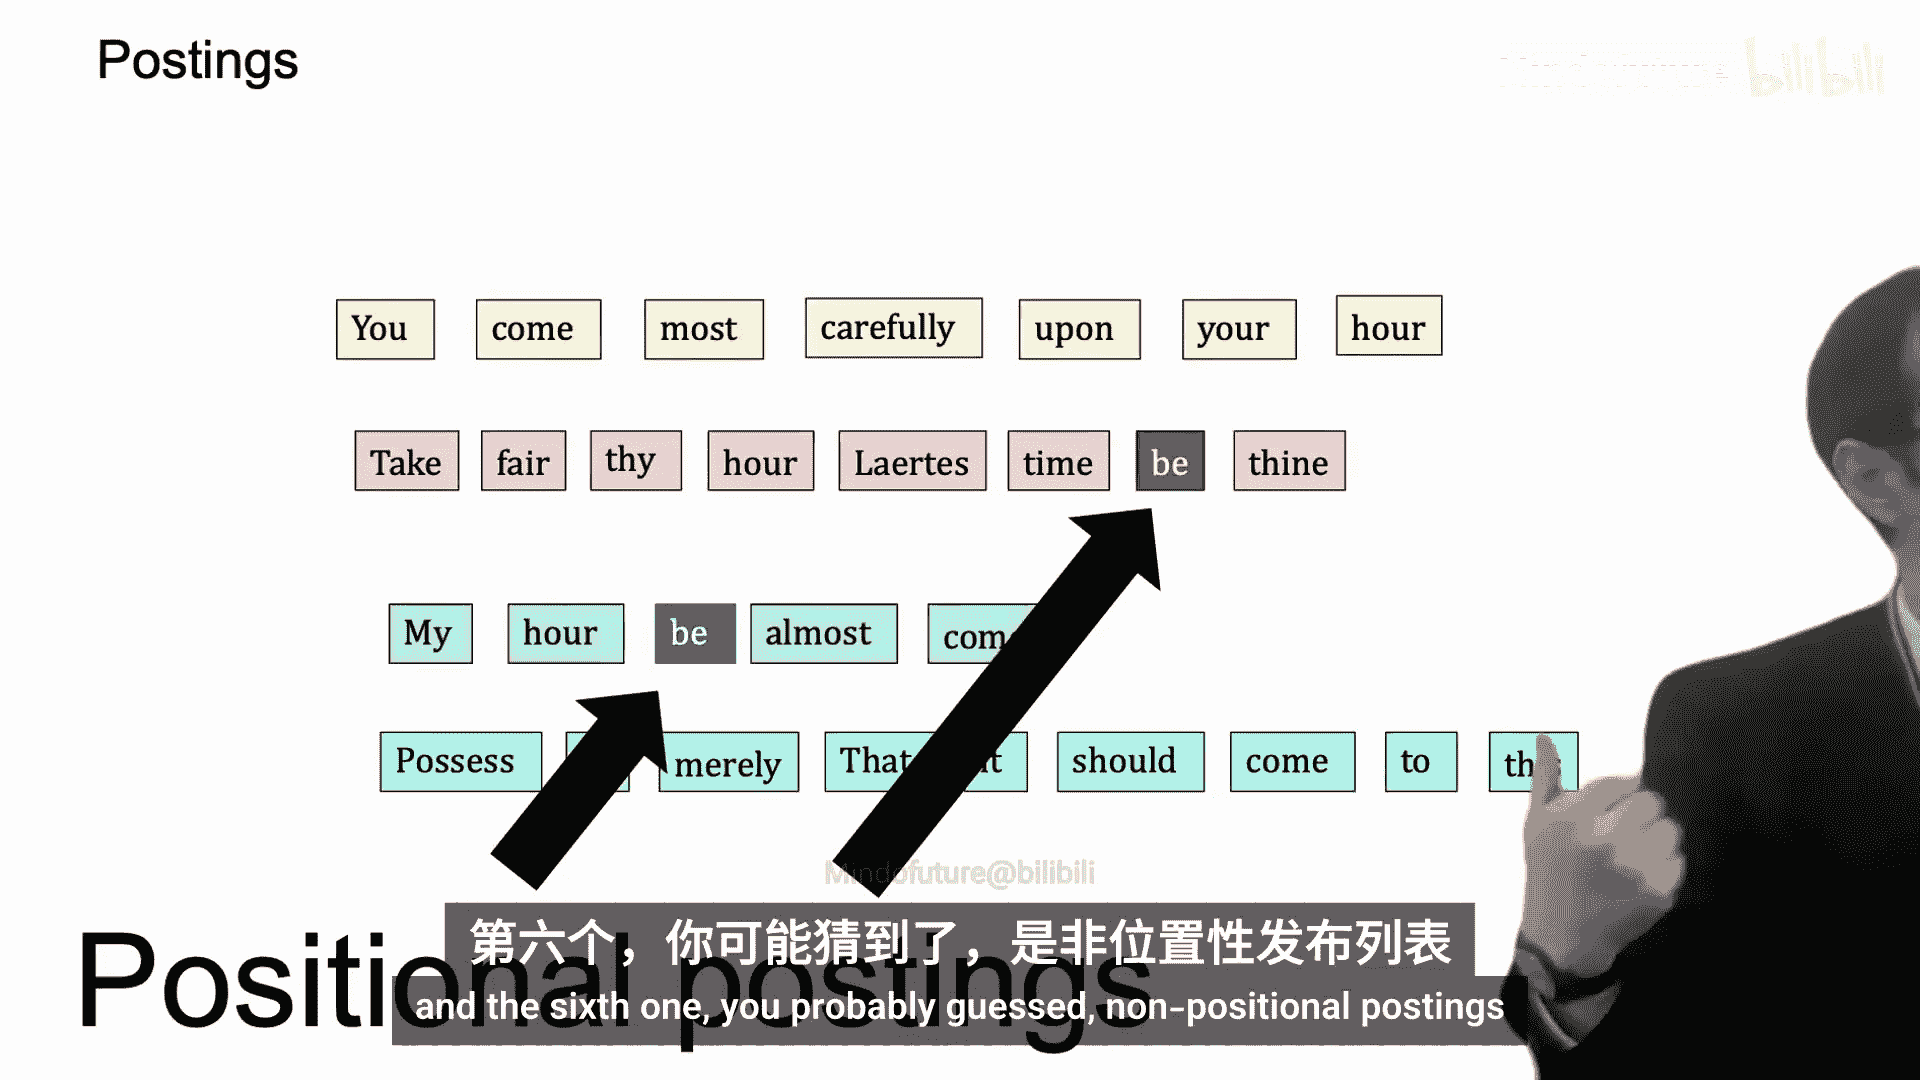 Postings
bilibili
You come most carefully upon your hour
Take fair thy hour Laertes time be thine
My hour be almost
Possess merely should come to
Mindofuture@bilibili
第六个，你可能猜到了，是非位置性发布列表
Positional postings
and the sixth one, you probably guessed, non-positional postings